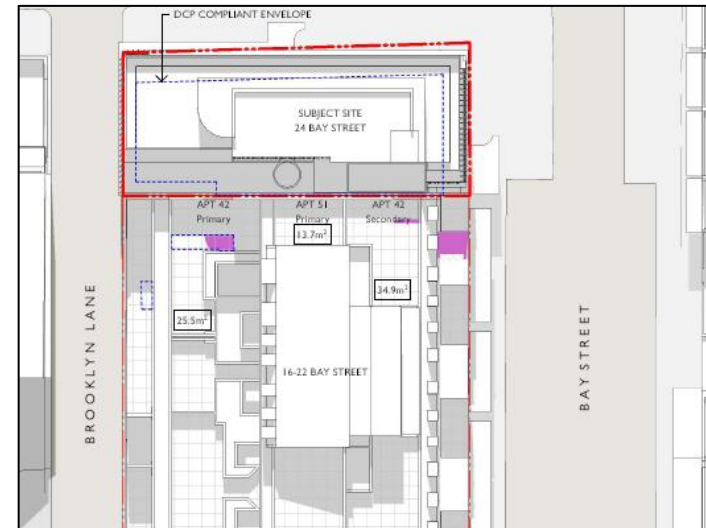 DCP COMPLIANT ENVELOPE
SUBJECT SITE
24 BAY STREET
APT 42
Primary
APT 51
Primary
APT 42
Secondary
13.7m²
34.9m²
25.5m²
16-22 BAY STREET
BROOKLYN LANE
BAY STREET